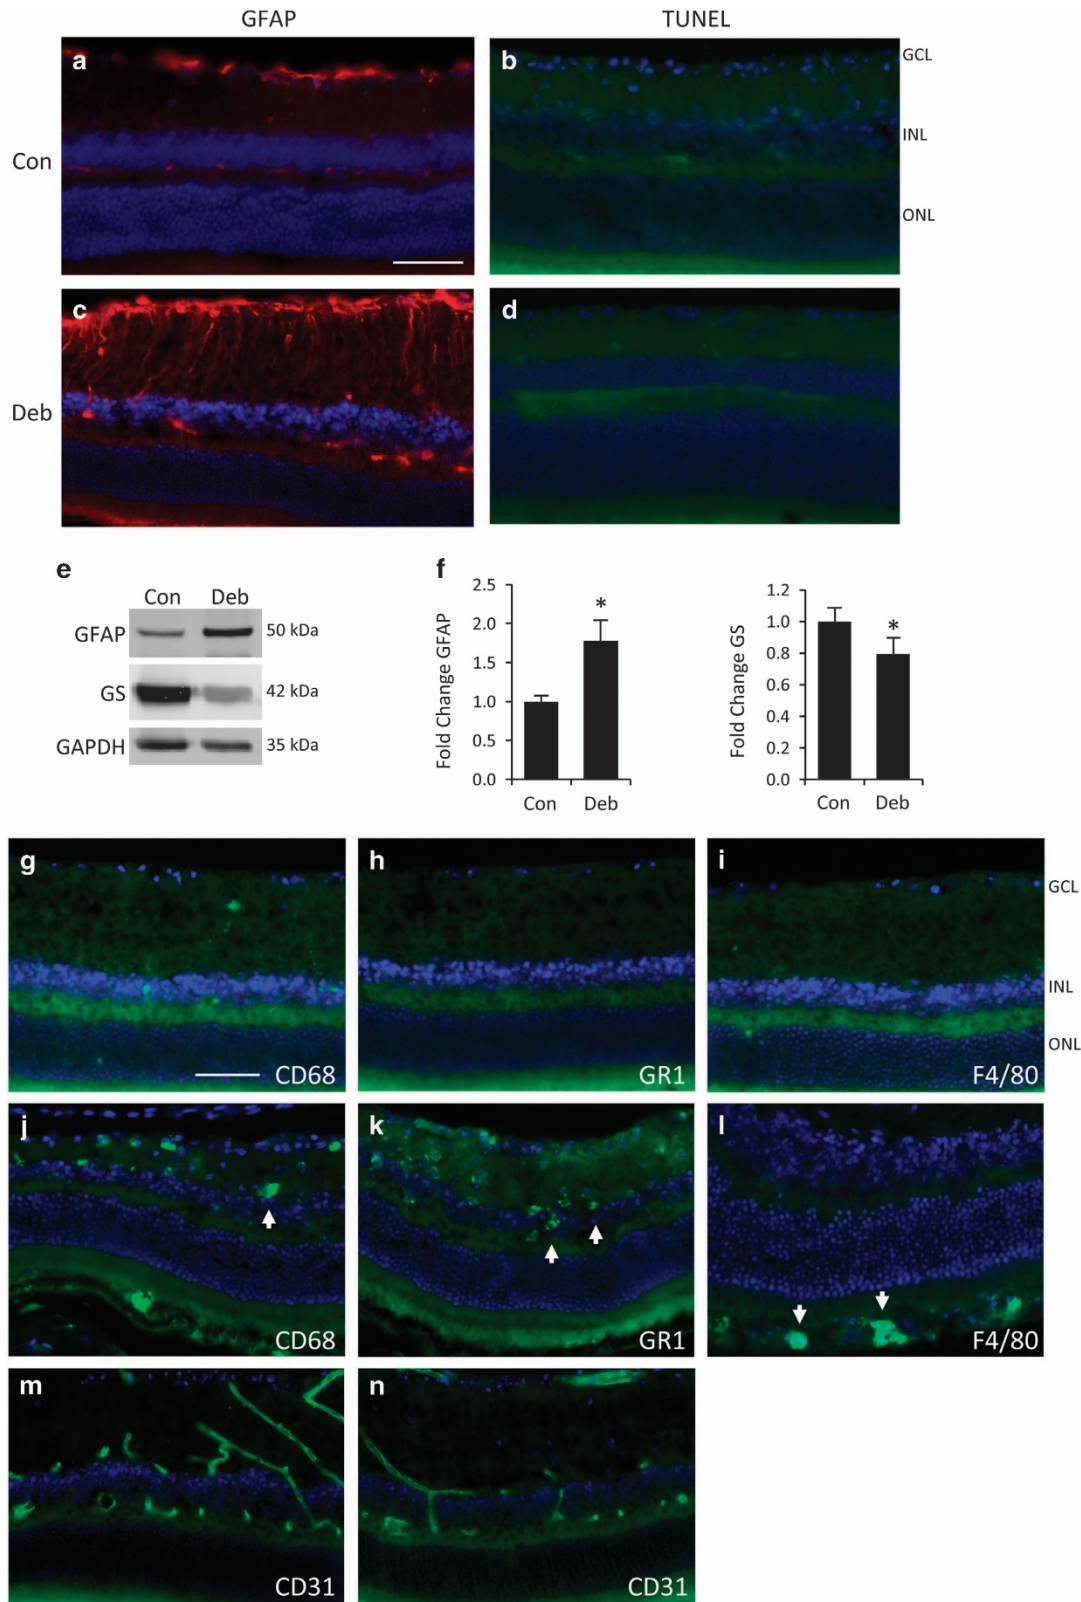 GFAP TUNEL
a b GCL
Con INL
ONL
c d
Deb
e f
Con Deb
GFAP 50 kDa
GS 42 kDa
GAPDH 35 kDa
Fold Change GFAP
2.5
2.0
1.5
1.0
0.5
0.0
*
Con Deb
Fold Change GS
1.2
1.0
0.8
0.6
0.4
0.2
0.0
*
Con Deb
g h i
GCL
INL
ONL
CD68 GR1 F4/80
j k l
CD68 GR1 F4/80
m n
CD31 CD31